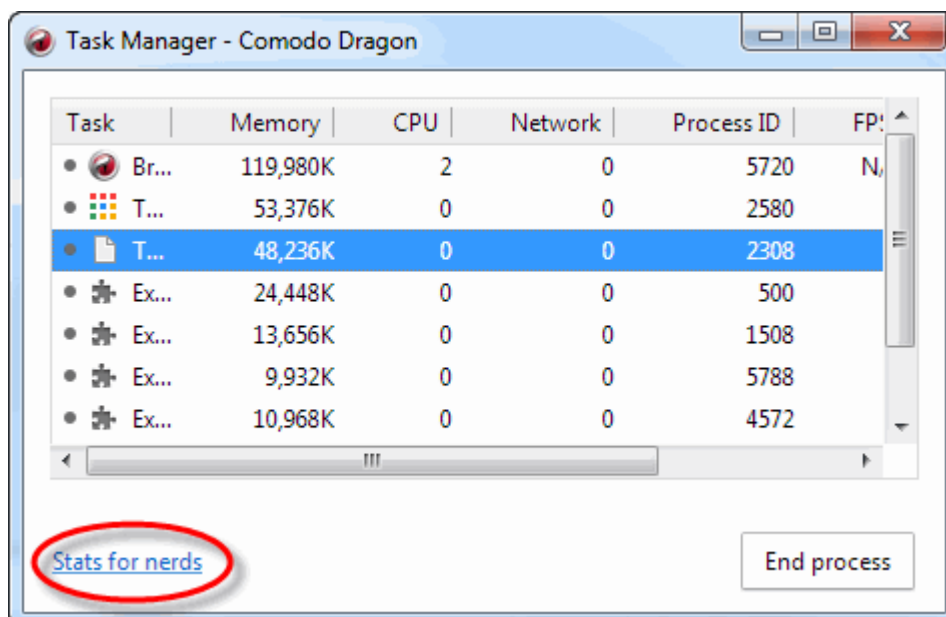 Task Manager - Comodo Dragon
Task Memory CPU Network Process ID FPS
Br... 119,980K 2 0 5720 N/
T... 53,376K 0 0 2580
T... 48,236K 0 0 2308
Ex... 24,448K 0 0 500
Ex... 13,656K 0 0 1508
Ex... 9,932K 0 0 5788
Ex... 10,968K 0 0 4572
Stats for nerds
End process